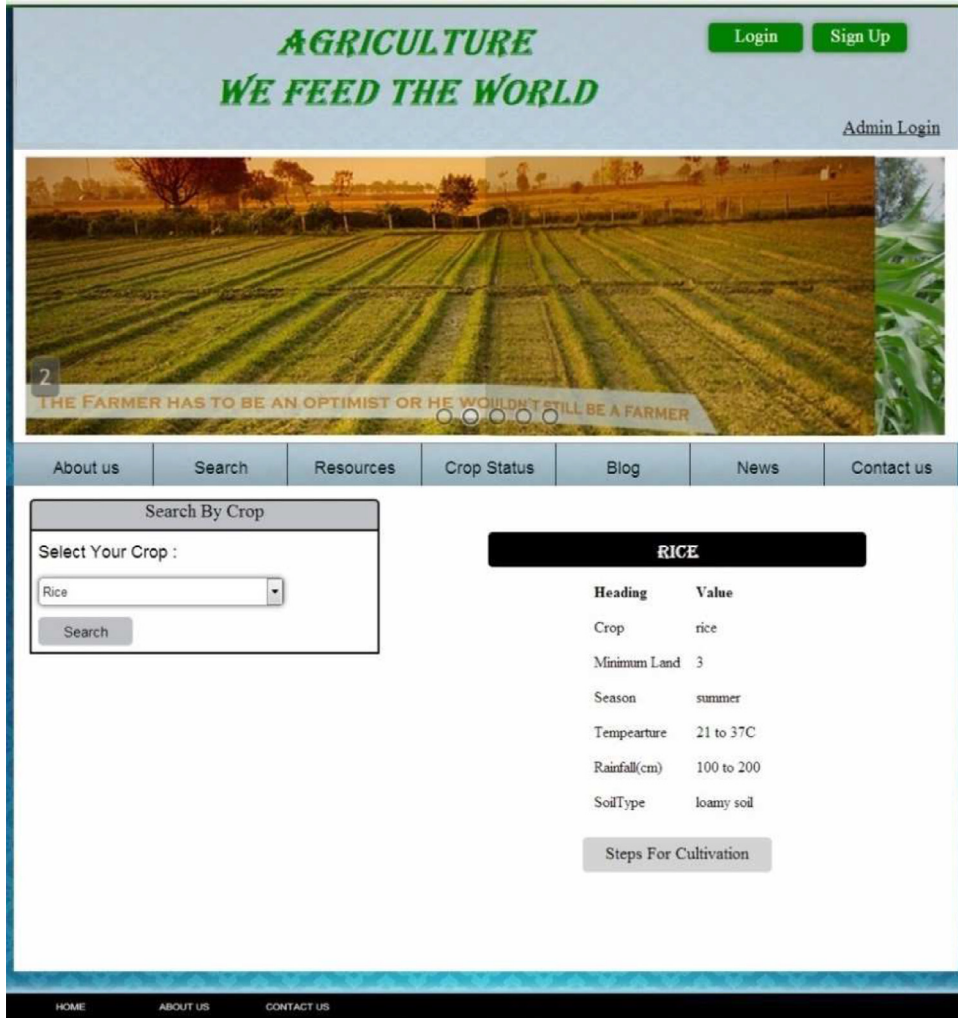 AGRICULTURE
WE FEED THE WORLD
Login
Sign Up
Admin Login
2
THE FARMER HAS TO BE AN OPTIMIST OR HE WOULDN'T STILL BE A FARMER
About us
Search
Resources
Crop Status
Blog
News
Contact us
Search By Crop
Select Your Crop :
Rice
Search
RICE
Heading Value
Crop rice
Minimum Land 3
Season summer
Tempearture 21 to 37C
Rainfall(cm) 100 to 200
SoilType loamy soil
Steps For Cultivation
HOME ABOUT US CONTACT US